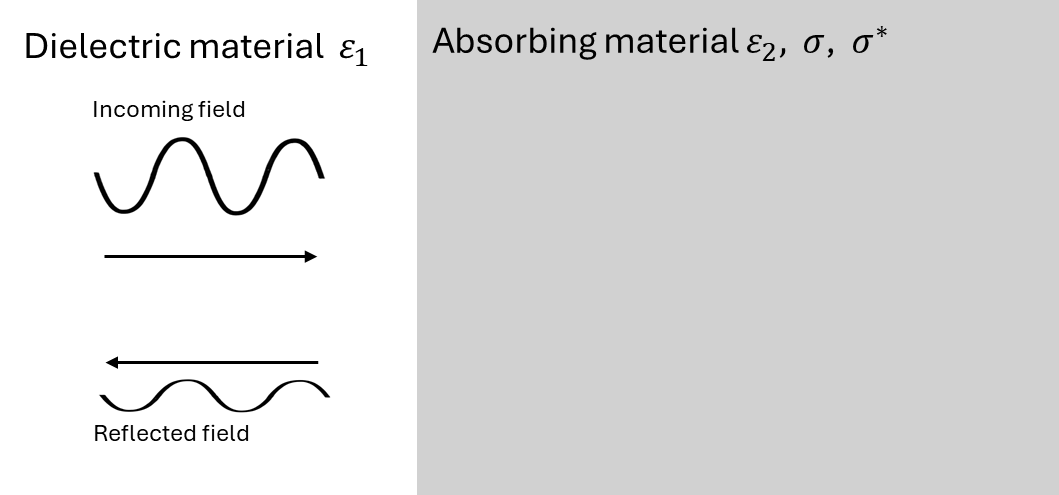 Dielectric material ε₁
Absorbing material ε₂, σ, σ*
Incoming field
Reflected field